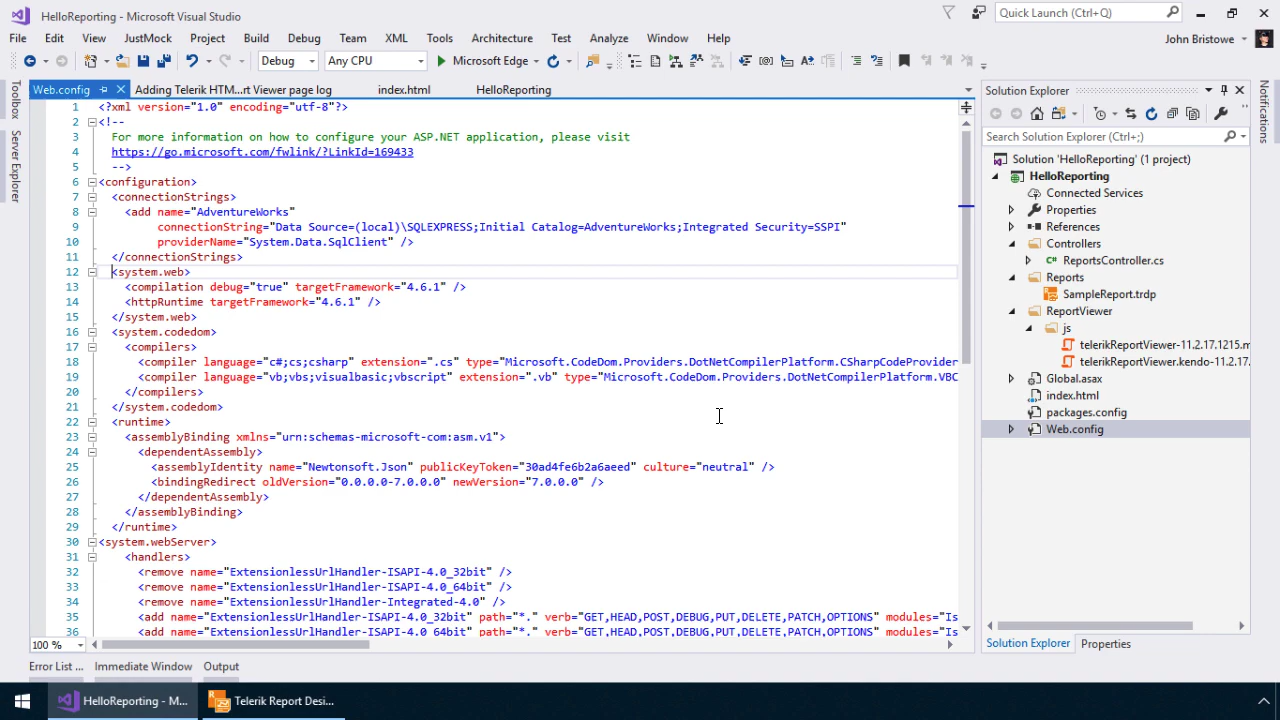 HelloReporting - Microsoft Visual Studio
Quick Launch (Ctrl+Q)
File Edit View JustMock Project Build Debug Team XML Tools Architecture Test Analyze Window Help
John Bristowe
Debug Any CPU Microsoft Edge
Toolbox
Server Explorer
Web.config Adding Telerik HTM...rt Viewer page log index.html HelloReporting
1 <?xml version="1.0" encoding="utf-8"?>
2 <!--
3 For more information on how to configure your ASP.NET application, please visit
4 https://go.microsoft.com/fwlink/?LinkId=169433
5 -->
6 <configuration>
7 <connectionStrings>
8 <add name="AdventureWorks"
9 connectionString="Data Source=(local)\SQLEXPRESS;Initial Catalog=AdventureWorks;Integrated Security=SSPI"
10 providerName="System.Data.SqlClient" />
11 </connectionStrings>
12 <system.web>
13 <compilation debug="true" targetFramework="4.6.1" />
14 <httpRuntime targetFramework="4.6.1" />
15 </system.web>
16 <system.codedom>
17 <compilers>
18 <compiler language="c#;cs;csharp" extension=".cs" type="Microsoft.CodeDom.Providers.DotNetCompilerPlatform.CSharpCodeProvider
19 <compiler language="vb;vbs;visualbasic;vbscript" extension=".vb" type="Microsoft.CodeDom.Providers.DotNetCompilerPlatform.VBC
20 </compilers>
21 </system.codedom>
22 <runtime>
23 <assemblyBinding xmlns="urn:schemas-microsoft-com:asm.v1">
24 <dependentAssembly>
25 <assemblyIdentity name="Newtonsoft.Json" publicKeyToken="30ad4fe6b2a6aeed" culture="neutral" />
26 <bindingRedirect oldVersion="0.0.0.0-7.0.0.0" newVersion="7.0.0.0" />
27 </dependentAssembly>
28 </assemblyBinding>
29 </runtime>
30 <system.webServer>
31 <handlers>
32 <remove name="ExtensionlessUrlHandler-ISAPI-4.0_32bit" />
33 <remove name="ExtensionlessUrlHandler-ISAPI-4.0_64bit" />
34 <remove name="ExtensionlessUrlHandler-Integrated-4.0" />
35 <add name="ExtensionlessUrlHandler-ISAPI-4.0_32bit" path="*." verb="GET,HEAD,POST,DEBUG,PUT,DELETE,PATCH,OPTIONS" modules="Is
36 <add name="ExtensionlessUrlHandler-ISAPI-4.0_64bit" path="*." verb="GET,HEAD,POST,DEBUG,PUT,DELETE,PATCH,OPTIONS" modules="Is
100 %
Error List ... Immediate Window Output
Solution Explorer
Search Solution Explorer (Ctrl+;)
Solution 'HelloReporting' (1 project)
HelloReporting
Connected Services
Properties
References
Controllers
C# ReportsController.cs
Reports
SampleReport.trdp
ReportViewer
js
telerikReportViewer-11.2.17.1215.m
telerikReportViewer.kendo-11.2.17.
Global.asax
index.html
packages.config
Web.config
Solution Explorer Properties
Notifications
HelloReporting - M...
Telerik Report Desi...